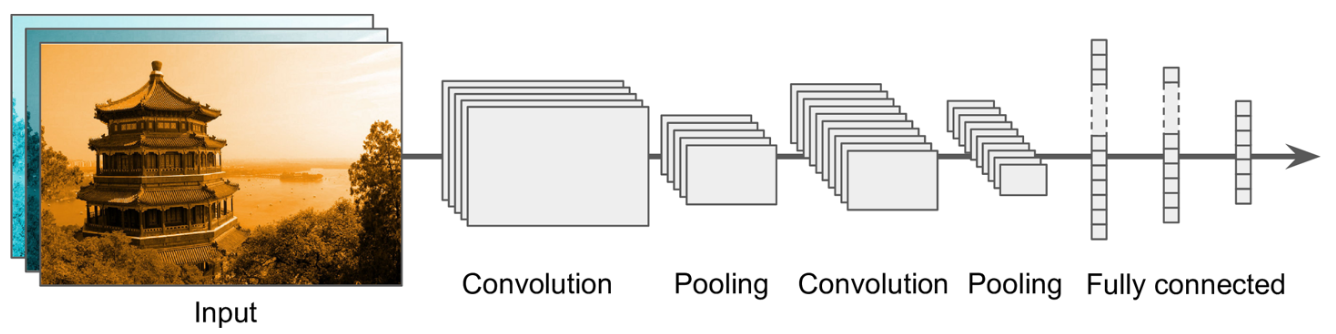 Input
Convolution
Pooling
Convolution
Pooling
Fully connected